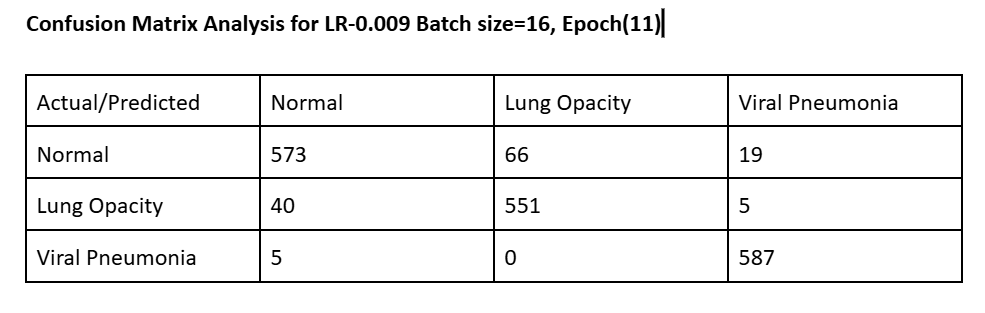 Confusion Matrix Analysis for LR-0.009 Batch size=16, Epoch(11)
Actual/Predicted Normal Lung Opacity Viral Pneumonia
Normal 573 66 19
Lung Opacity 40 551 5
Viral Pneumonia 5 0 587